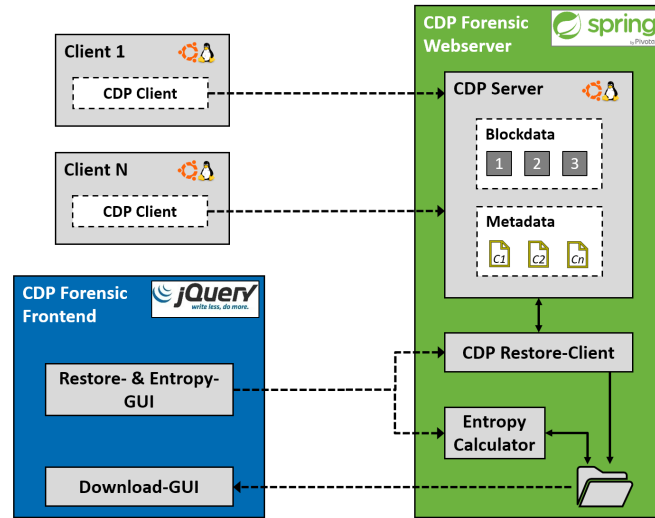 Client 1
CDP Client
Client N
CDP Client
CDP Forensic
Frontend
jQuery
write less, do more.
Restore- & Entropy-
GUI
Download-GUI
CDP Forensic
Webserver
spring
by Pivotal
CDP Server
Blockdata
1 2 3
Metadata
C1 C2 Cn
CDP Restore-Client
Entropy
Calculator